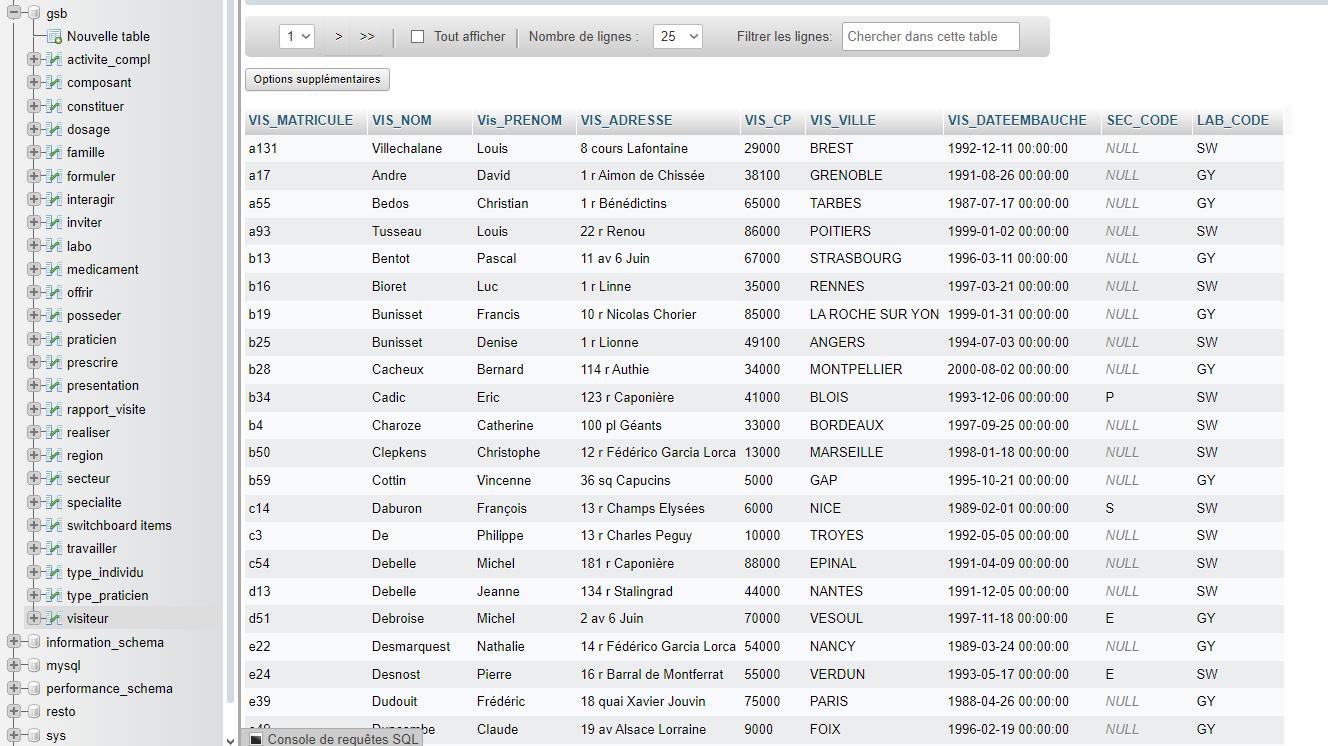 gsb
Nouvelle table
activite_compl
composant
constituer
dosage
famille
formuler
interagir
inviter
labo
medicament
offrir
posseder
praticien
prescrire
presentation
rapport_visite
realiser
region
secteur
specialite
switchboard items
travailler
type_individu
type_praticien
visiteur
information_schema
mysql
performance_schema
resto
sys
1 > >> Tout afficher Nombre de lignes : 25 Filtrer les lignes: Chercher dans cette table
Options supplémentaires
VIS_MATRICULE VIS_NOM Vis_PRENOM VIS_ADRESSE VIS_CP VIS_VILLE VIS_DATEEMBAUCHE SEC_CODE LAB_CODE
a131 Villechalane Louis 8 cours Lafontaine 29000 BREST 1992-12-11 00:00:00 NULL SW
a17 Andre David 1 r Aimon de Chissée 38100 GRENOBLE 1991-08-26 00:00:00 NULL GY
a55 Bedos Christian 1 r Bénédictins 65000 TARBES 1987-07-17 00:00:00 NULL GY
a93 Tusseau Louis 22 r Renou 86000 POITIERS 1999-01-02 00:00:00 NULL SW
b13 Bentot Pascal 11 av 6 Juin 67000 STRASBOURG 1996-03-11 00:00:00 NULL GY
b16 Bioret Luc 1 r Linne 35000 RENNES 1997-03-21 00:00:00 NULL SW
b19 Bunisset Francis 10 r Nicolas Chorier 85000 LA ROCHE SUR YON 1999-01-31 00:00:00 NULL GY
b25 Bunisset Denise 1 r Lionne 49100 ANGERS 1994-07-03 00:00:00 NULL SW
b28 Cacheux Bernard 114 r Authie 34000 MONTPELLIER 2000-08-02 00:00:00 NULL GY
b34 Cadic Eric 123 r Caponière 41000 BLOIS 1993-12-06 00:00:00 P SW
b4 Charoze Catherine 100 pl Géants 33000 BORDEAUX 1997-09-25 00:00:00 NULL SW
b50 Clepkens Christophe 12 r Fédérico Garcia Lorca 13000 MARSEILLE 1998-01-18 00:00:00 NULL SW
b59 Cottin Vincenne 36 sq Capucins 5000 GAP 1995-10-21 00:00:00 NULL GY
c14 Daburon François 13 r Champs Elysées 6000 NICE 1989-02-01 00:00:00 S SW
c3 De Philippe 13 r Charles Peguy 10000 TROYES 1992-05-05 00:00:00 NULL SW
c54 Debelle Michel 181 r Caponière 88000 EPINAL 1991-04-09 00:00:00 NULL SW
d13 Debelle Jeanne 134 r Stalingrad 44000 NANTES 1991-12-05 00:00:00 NULL SW
d51 Debroise Michel 2 av 6 Juin 70000 VESOUL 1997-11-18 00:00:00 E GY
e22 Desmarquest Nathalie 14 r Fédérico Garcia Lorca 54000 NANCY 1989-03-24 00:00:00 NULL GY
e24 Desnost Pierre 16 r Barral de Montferrat 55000 VERDUN 1993-05-17 00:00:00 E SW
e39 Dudouit Frédéric 18 quai Xavier Jouvin 75000 PARIS 1988-04-26 00:00:00 NULL GY
Claude 19 av Alsace Lorraine 9000 FOIX 1996-02-19 00:00:00 NULL GY
Console de requêtes SQL